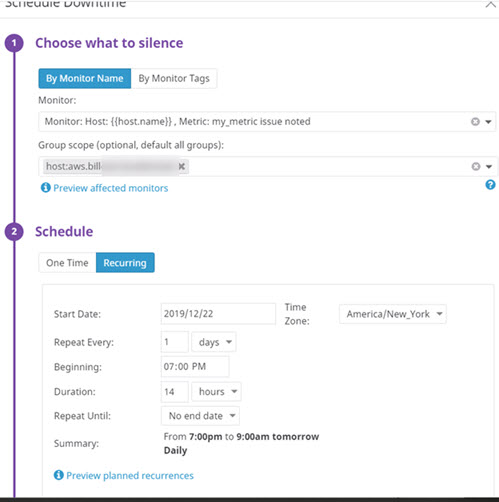 Schedule Downtime
1 Choose what to silence
By Monitor Name By Monitor Tags
Monitor:
Monitor: Host: {{host.name}} , Metric: my_metric issue noted
Group scope (optional, default all groups):
host:aws.bill
Preview affected monitors
2 Schedule
One Time Recurring
Start Date: 2019/12/22 Time Zone: America/New_York
Repeat Every: 1 days
Beginning: 07:00 PM
Duration: 14 hours
Repeat Until: No end date
Summary: From 7:00pm to 9:00am tomorrow
Daily
Preview planned recurrences